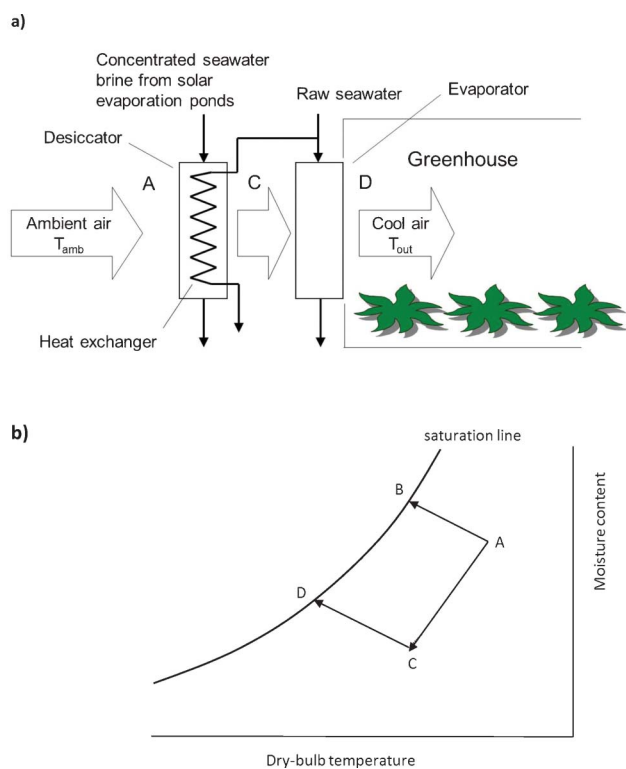 a)
Concentrated seawater
brine from solar
evaporation ponds
Raw seawater
Evaporator
Desiccator
A
C
D
Greenhouse
Ambient air
Tamb
Cool air
Tout
Heat exchanger
b)
saturation line
B
A
D
C
Moisture content
Dry-bulb temperature